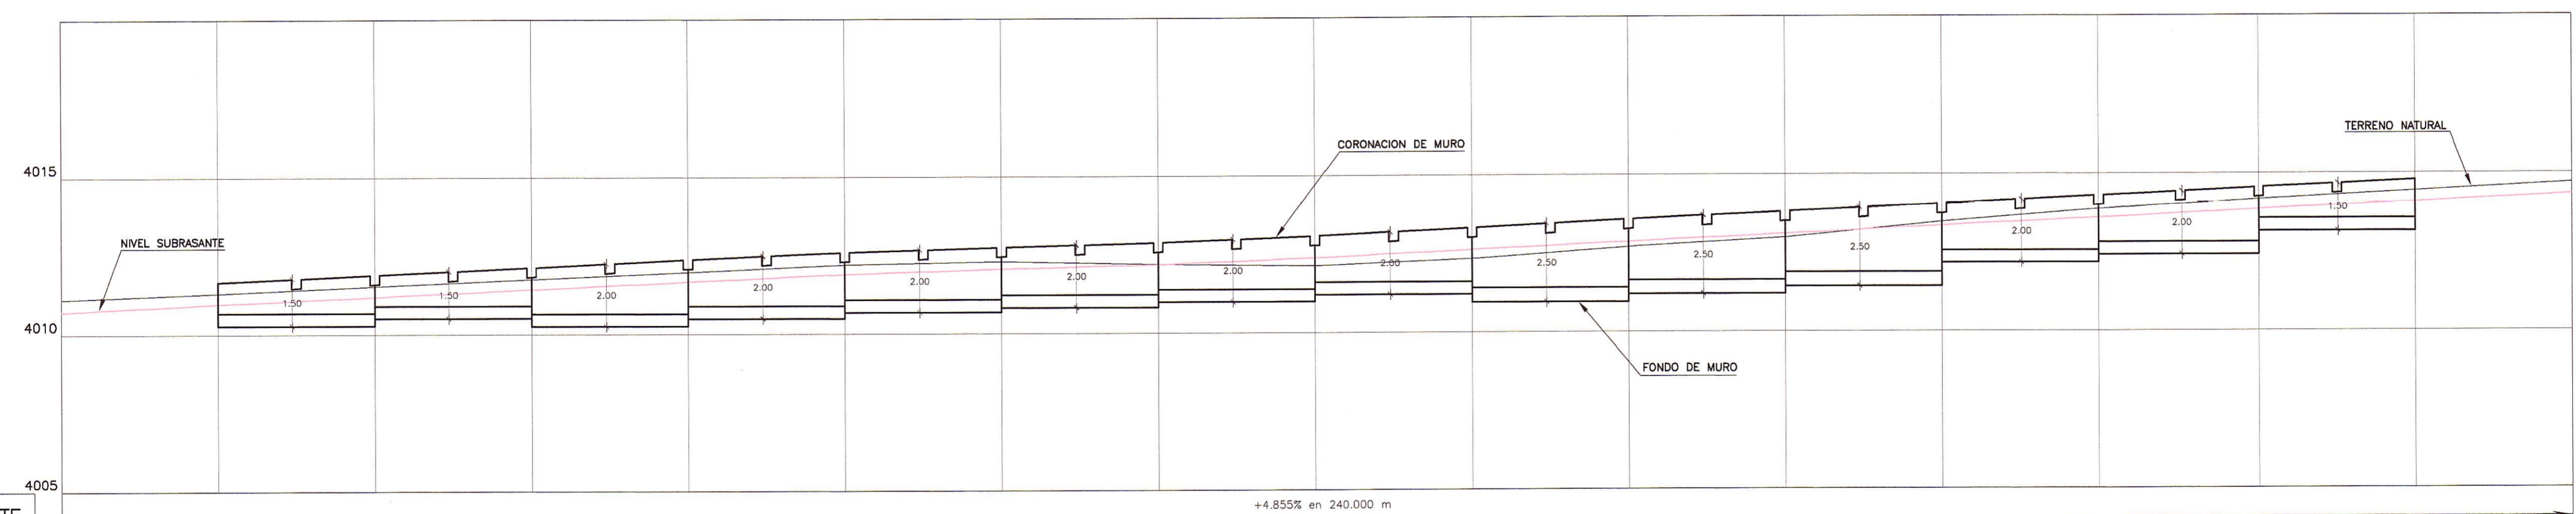 TERRENO NATURAL
CORONACION DE MURO
4015
NIVEL SUBRASANTE
1.50
1.50
2.00
2.00
2.00
2.00
2.00
2.00
2.50
2.50
2.50
2.00
2.00
1.50
4010
FONDO DE MURO
4005
+4.855% en 240.000 m
TE